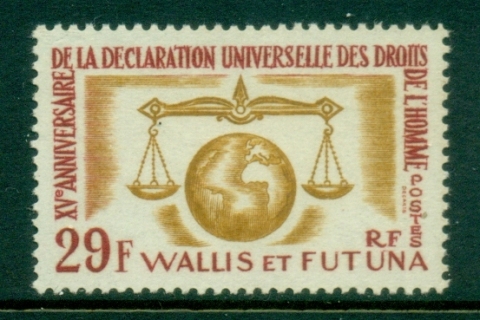 XVe ANNIVERSAIRE DE LA DECLARATION UNIVERSELLE DES DROITS DE L'HOMME
POSTES
RF
29F WALLIS ET FUTUNA